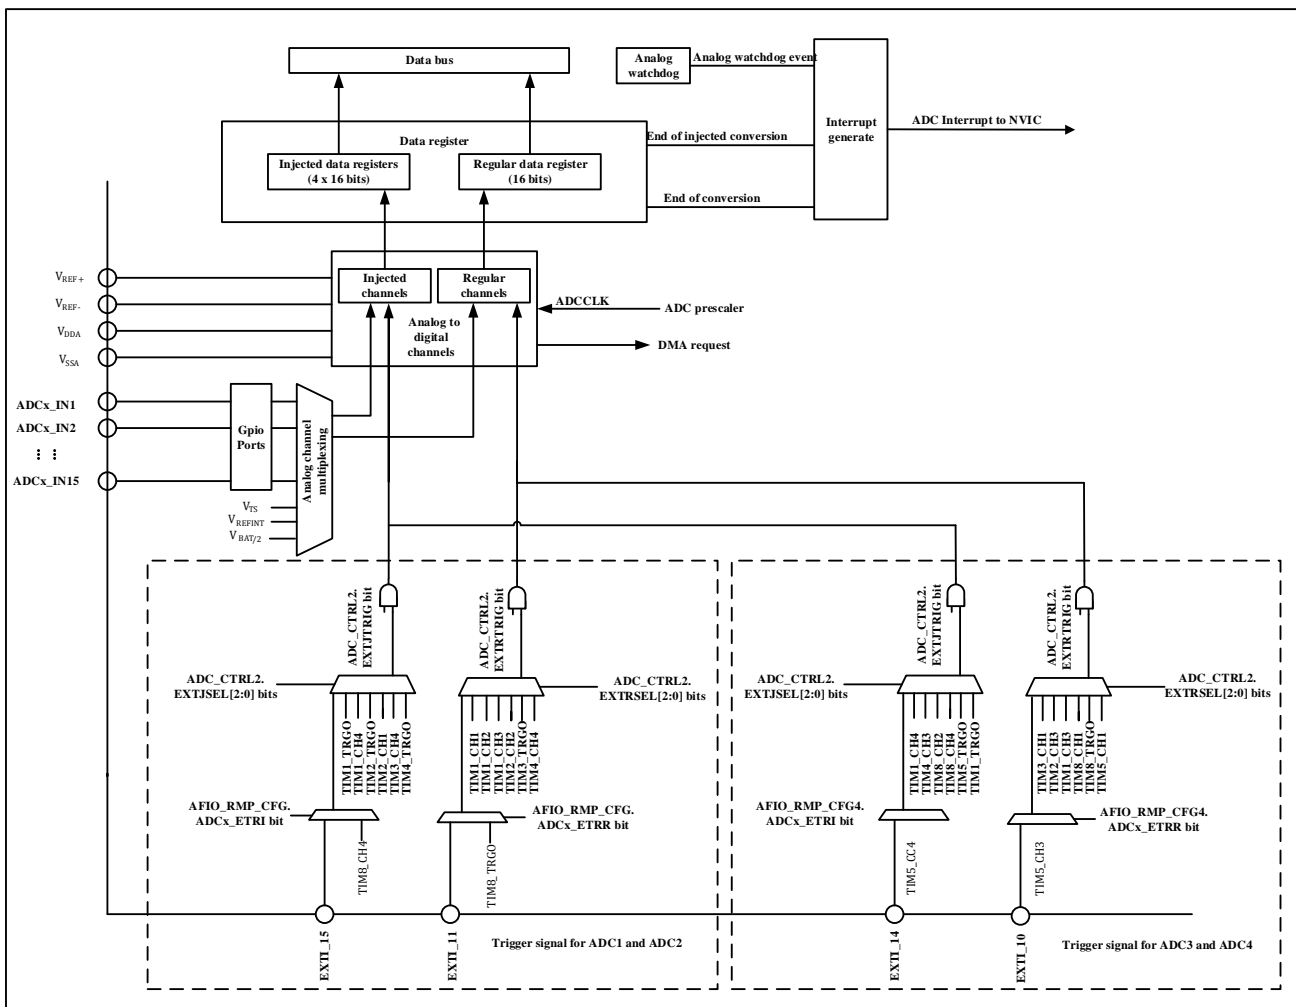 Data bus
Analog
watchdog
Analog watchdog event
Interrupt
generate
ADC Interrupt to NVIC
Data register
End of injected conversion
Injected data registers
(4 x 16 bits)
Regular data register
(16 bits)
End of conversion
VREF+
VREF-
VDDA
VSSA
Injected
channels
Regular
channels
Analog to
digital
channels
ADCCLK
ADC prescaler
DMA request
ADCx_IN1
ADCx_IN2
ADCx_IN15
Gpio
Ports
Analog channel
multiplexing
VTS
VREFINT
VBAT/2
ADC_CTRL2.
EXTJTRIG bit
ADC_CTRL2.
EXTRTRIG bit
ADC_CTRL2.
EXTJTRIG bit
ADC_CTRL2.
EXTRTRIG bit
ADC_CTRL2.
EXTJSEL[2:0] bits
ADC_CTRL2.
EXTRSEL[2:0] bits
ADC_CTRL2.
EXTJSEL[2:0] bits
ADC_CTRL2.
EXTRSEL[2:0] bits
TIM1_TRGO
TIM1_CH4
TIM2_TRGO
TIM2_CH1
TIM3_CH4
TIM4_TRGO
TIM1_CH1
TIM1_CH2
TIM1_CH3
TIM2_CH2
TIM3_TRGO
TIM4_CH4
TIM1_CH4
TIM4_CH3
TIM8_CH2
TIM8_CH4
TIM5_TRGO
TIM1_TRGO
TIM3_CH1
TIM2_CH3
TIM1_CH3
TIM8_CH1
TIM8_TRGO
TIM5_CH1
AFIO_RMP_CFG.
ADCx_ETRI bit
AFIO_RMP_CFG.
ADCx_ETRR bit
AFIO_RMP_CFG4.
ADCx_ETRI bit
AFIO_RMP_CFG4.
ADCx_ETRR bit
TIM8_CH4
TIM8_TRGO
TIM5_CC4
TIM5_CH3
EXTI_15
EXTI_11
Trigger signal for ADC1 and ADC2
EXTI_14
EXTI_10
Trigger signal for ADC3 and ADC4